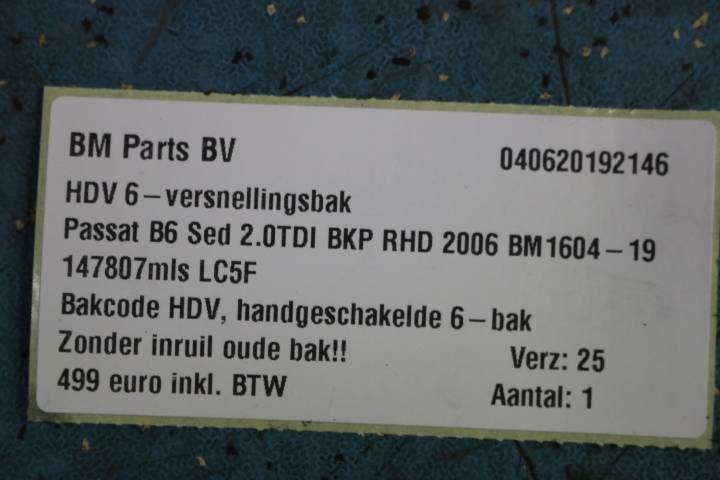 BM Parts BV 040620192146
HDV 6-versnellingsbak
Passat B6 Sed 2.0TDI BKP RHD 2006 BM1604-19
147807mls LC5F
Bakcode HDV, handgeschakelde 6-bak
Zonder inruil oude bak!! Verz: 25
499 euro inkl. BTW Aantal: 1